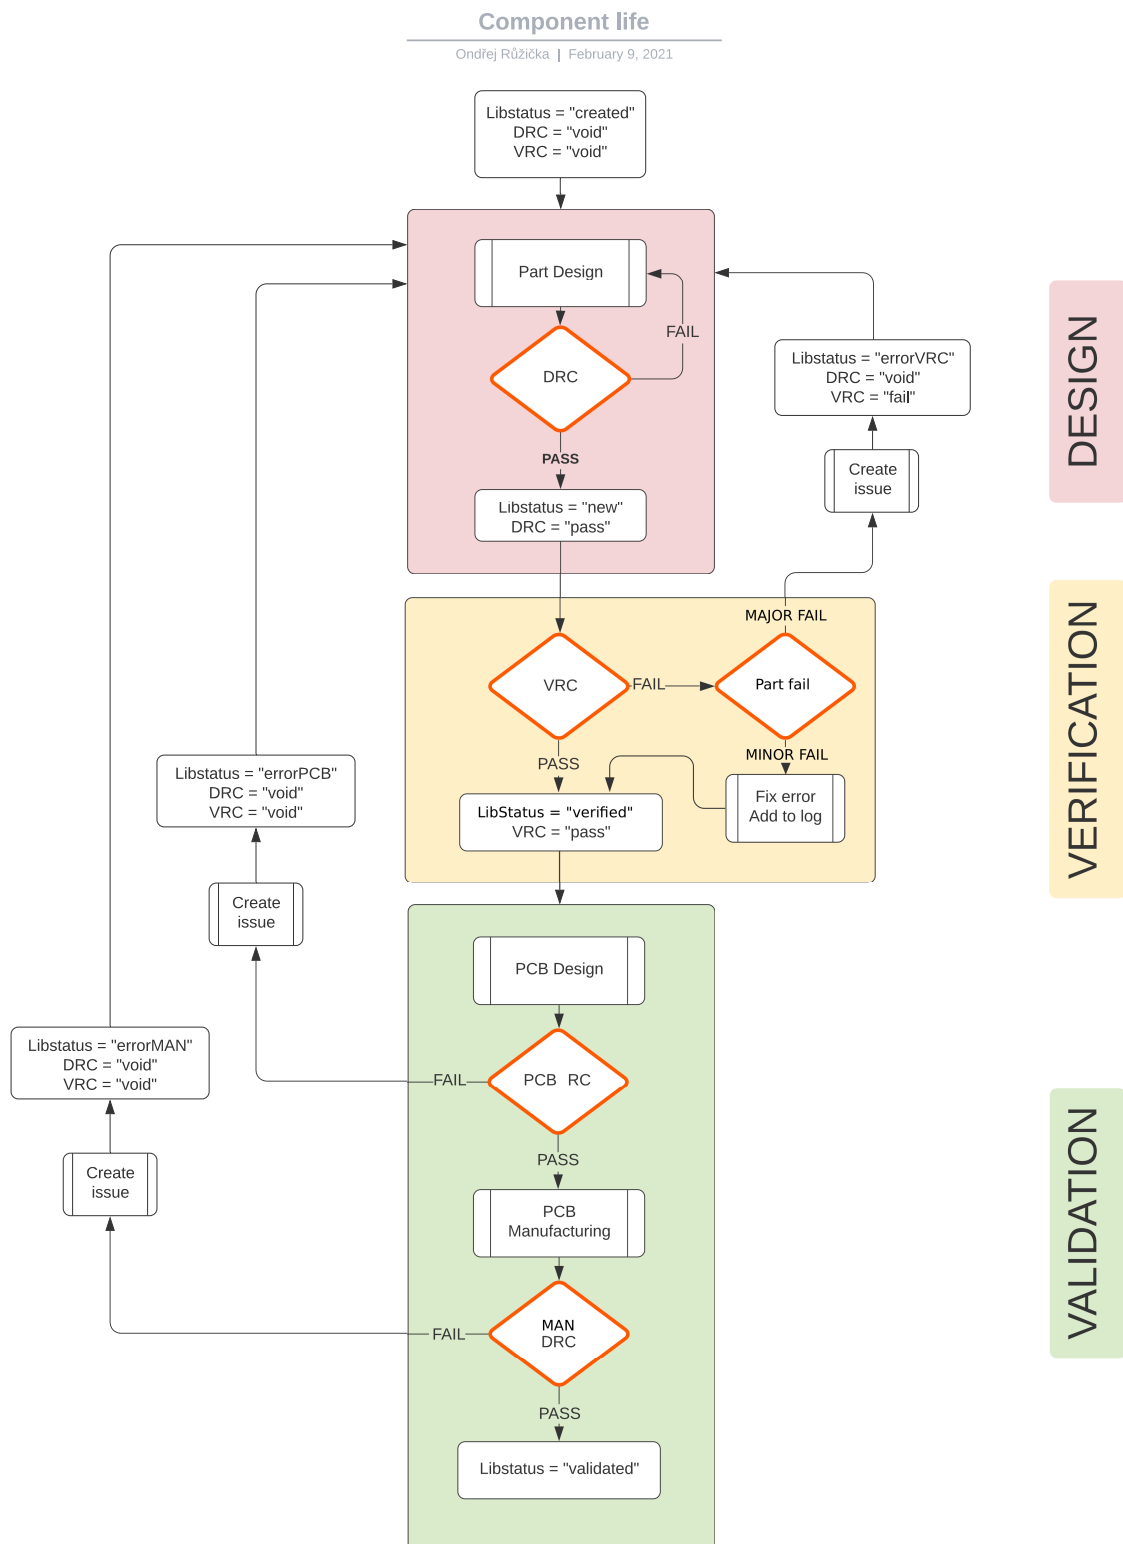 Component life
Ondřej Růžička | February 9, 2021
Libstatus = "created"
DRC = "void"
VRC = "void"
Part Design
FAIL
DRC
PASS
Libstatus = "new"
DRC = "pass"
Libstatus = "errorVRC"
DRC = "void"
VRC = "fail"
Create
issue
DESIGN
MAJOR FAIL
VRC
FAIL
Part fail
PASS
MINOR FAIL
LibStatus = "verified"
VRC = "pass"
Fix error
Add to log
VERIFICATION
Libstatus = "errorPCB"
DRC = "void"
VRC = "void"
Create
issue
PCB Design
PCB RC
FAIL
PASS
Libstatus = "errorMAN"
DRC = "void"
VRC = "void"
Create
issue
PCB
Manufacturing
MAN
DRC
FAIL
PASS
Libstatus = "validated"
VALIDATION